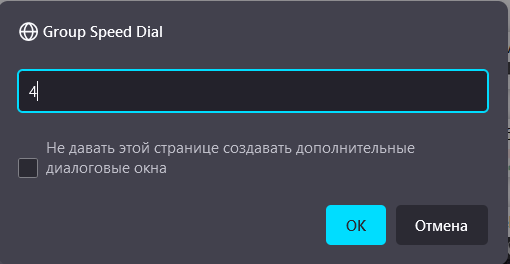 Group Speed Dial
4
Не давать этой странице создавать дополнительные
диалоговые окна
OK
Отмена